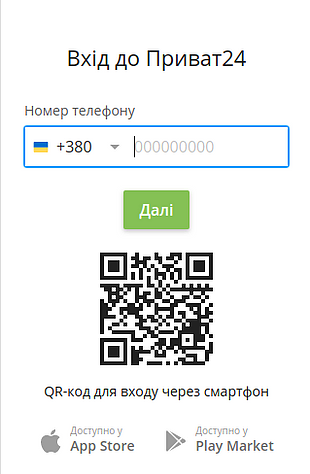 Вхід до Приват24
Номер телефону
+380 000000000
Далі
QR-код для входу через смартфон
Доступно у
App Store
Доступно у
Play Market